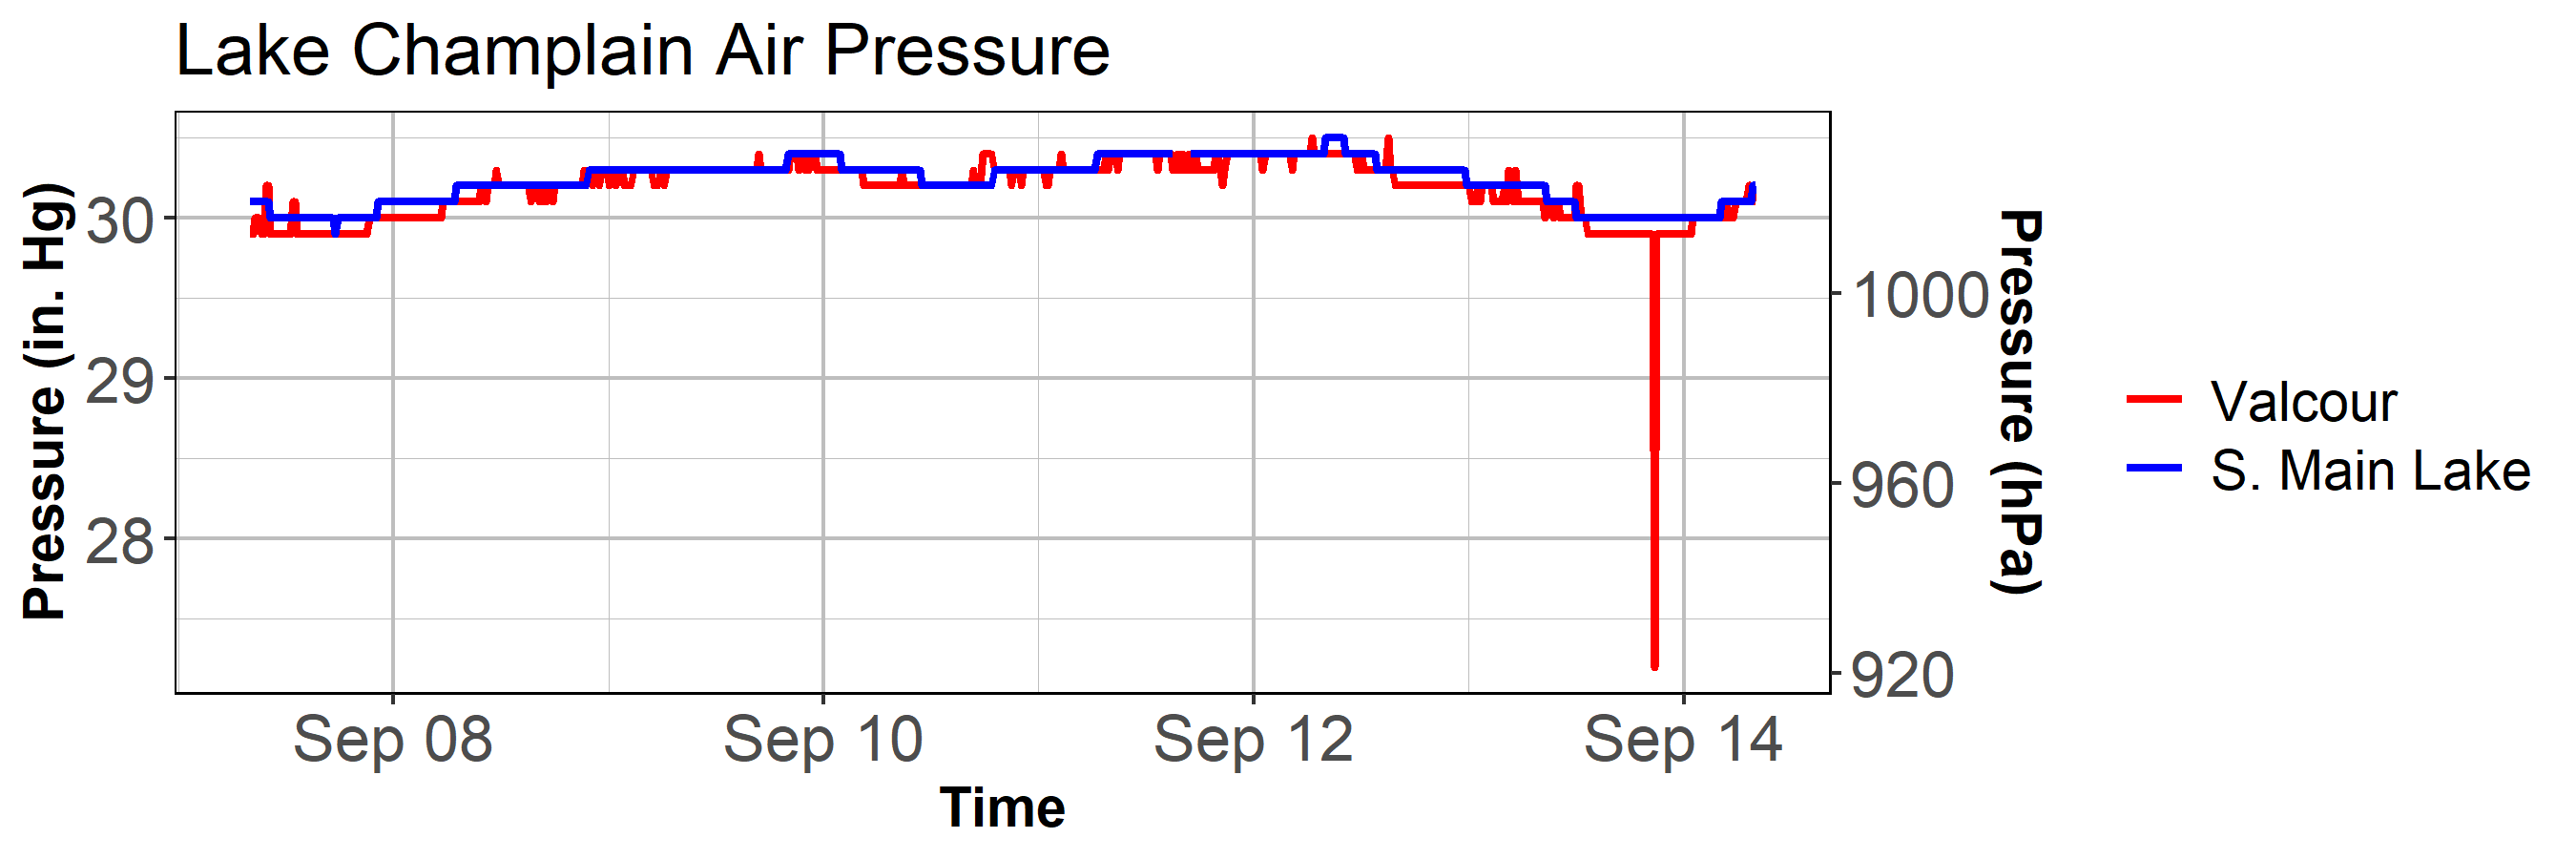 Lake Champlain Air Pressure
Pressure (in. Hg)
30
29
28
1000
960
920
Pressure (hPa)
Sep 08
Sep 10
Sep 12
Sep 14
Time
Valcour
S. Main Lake